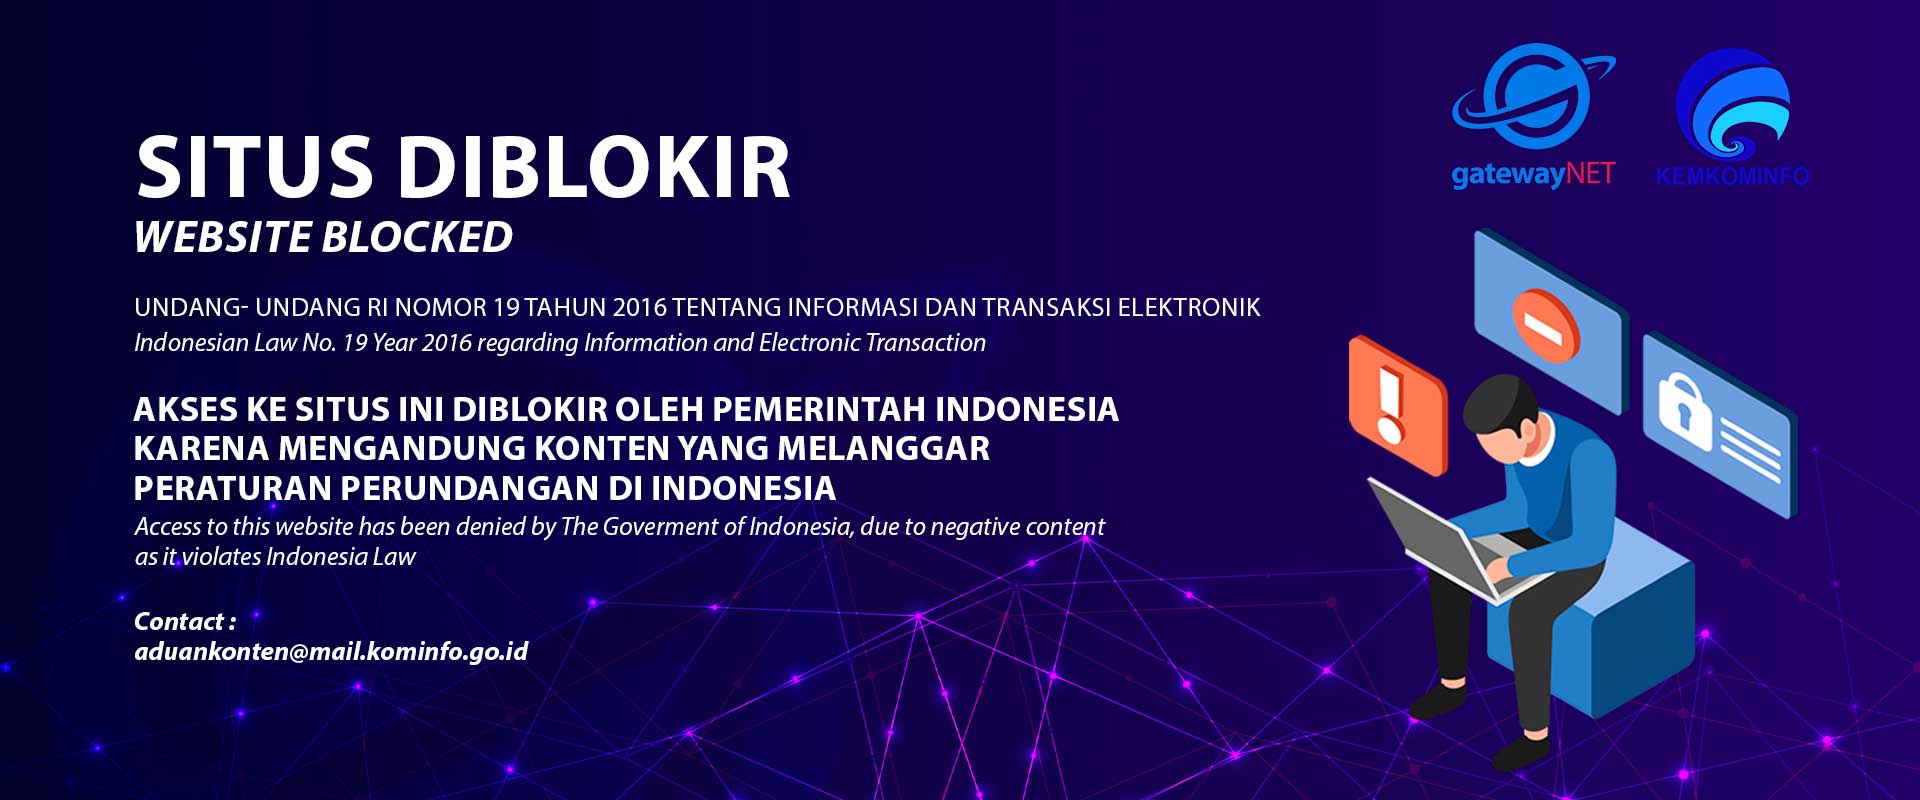 gatewayNET
KEMKOMINFO
SITUS DIBLOKIR
WEBSITE BLOCKED
UNDANG- UNDANG RI NOMOR 19 TAHUN 2016 TENTANG INFORMASI DAN TRANSAKSI ELEKTRONIK
Indonesian Law No. 19 Year 2016 regarding Information and Electronic Transaction
AKSES KE SITUS INI DIBLOKIR OLEH PEMERINTAH INDONESIA
KARENA MENGANDUNG KONTEN YANG MELANGGAR
PERATURAN PERUNDANGAN DI INDONESIA
Access to this website has been denied by The Goverment of Indonesia, due to negative content
as it violates Indonesia Law
Contact :
aduankonten@mail.kominfo.go.id